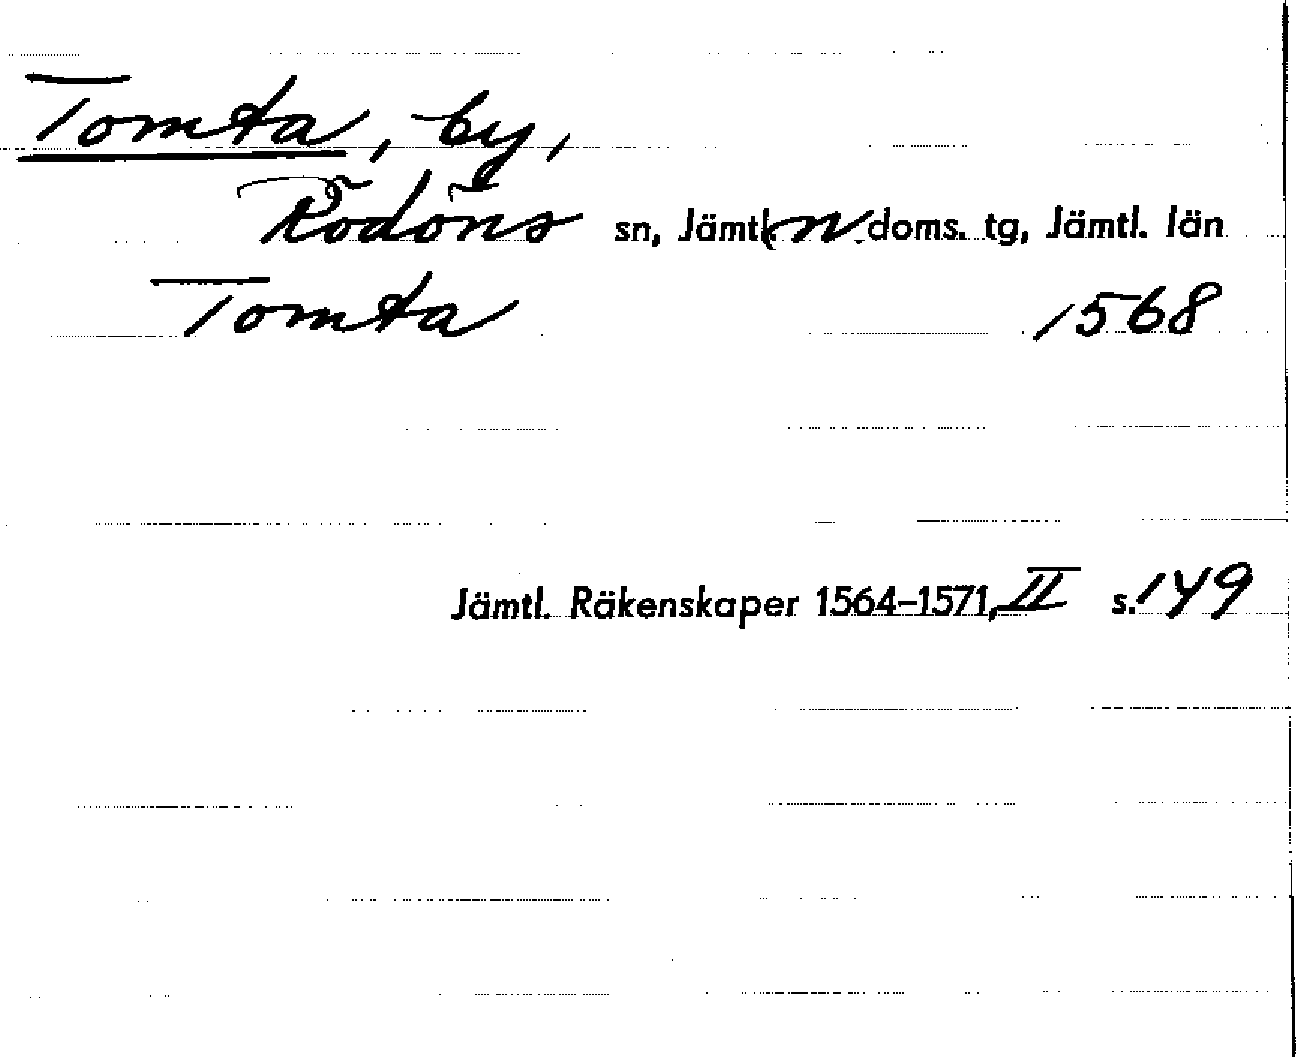 Tomta, by,
Rödöns sn, Jämtl. n. doms. tg, Jämtl. län
Tomta 1568
Jämtl. Räkenskaper 1564–1571, II s. 149